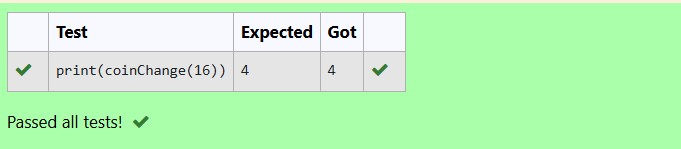 Test Expected Got
print(coinChange(16)) 4 4
Passed all tests!